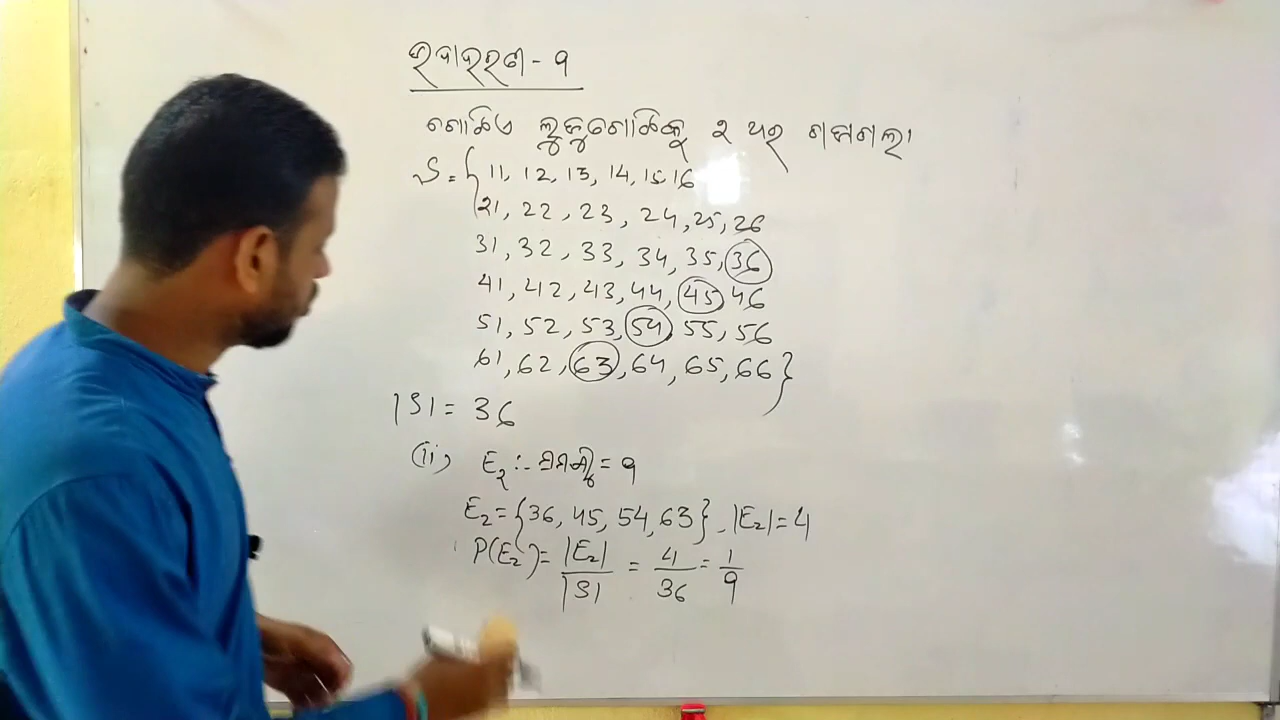 ଉଦାହରଣ - ୧
ଗୋଟିଏ ଲୁଡୁଗୋଟିକୁ ୨ ଥର ଗଡ଼ାଗଲା
S = { 11, 12, 13, 14, 15, 16
21, 22, 23, 24, 25, 26
31, 32, 33, 34, 35, 36
41, 42, 43, 44, 45, 46
51, 52, 53, 54, 55, 56
61, 62, 63, 64, 65, 66 }
|S| = 36
(ii) E₂ :- = 9
E₂ = {36, 45, 54, 63}, |E₂| = 4
P(E₂) = |E₂|/|S| = 4/36 = 1/9